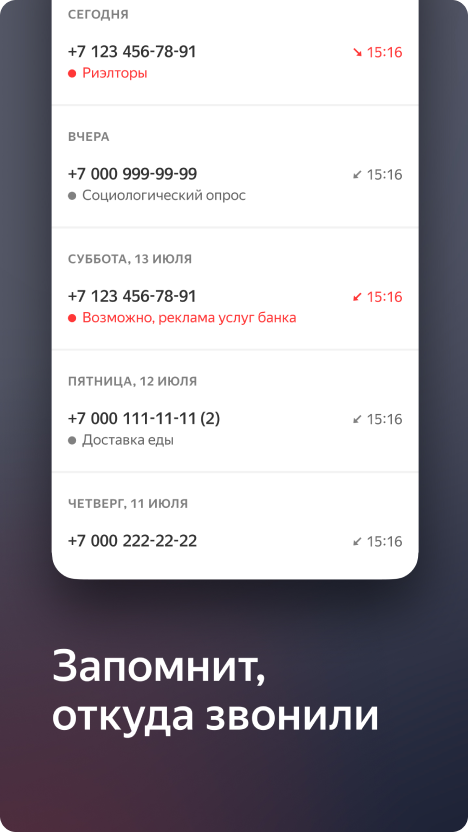 СЕГОДНЯ
+7 123 456-78-91 15:16
Риэлторы
ВЧЕРА
+7 000 999-99-99 15:16
Социологический опрос
СУББОТА, 13 ИЮЛЯ
+7 123 456-78-91 15:16
Возможно, реклама услуг банка
ПЯТНИЦА, 12 ИЮЛЯ
+7 000 111-11-11 (2) 15:16
Доставка еды
ЧЕТВЕРГ, 11 ИЮЛЯ
+7 000 222-22-22 15:16
Запомнит,
откуда звонили